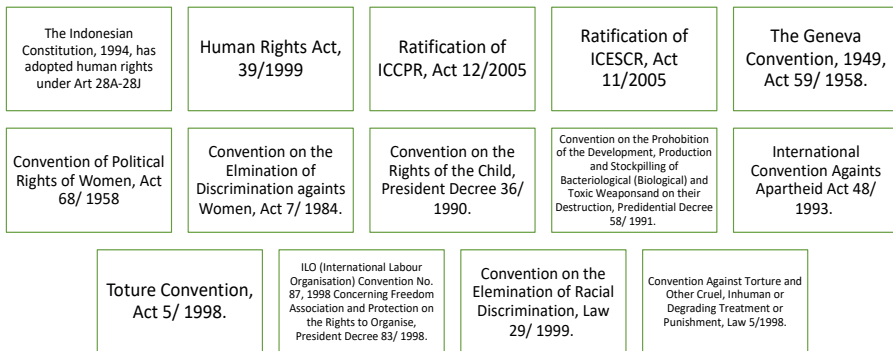 The Indonesian
Constitution, 1994, has
adopted human rights
under Art 28A-28J
Human Rights Act,
39/1999
Ratification of
ICCPR, Act 12/2005
Ratification of
ICESCR, Act
11/2005
The Geneva
Convention, 1949,
Act 59/ 1958.
Convention of Political
Rights of Women, Act
68/ 1958
Convention on the
Elmination of
Discrimination againts
Women, Act 7/ 1984.
Convention on the
Rights of the Child,
President Decree 36/
1990.
Convention on the Prohobition
of the Development, Production
and Stockpilling of
Bacteriological (Biological) and
Toxic Weaponsand on their
Destruction, Predidential Decree
58/ 1991.
International
Convention Againts
Apartheid Act 48/
1993.
Toture Convention,
Act 5/ 1998.
ILO (International Labour
Organisation) Convention No.
87, 1998 Concerning Freedom
Association and Protection on
the Rights to Organise,
President Decree 83/ 1998.
Convention on the
Elemination of Racial
Discrimination, Law
29/ 1999.
Convention Against Torture and
Other Cruel, Inhuman or
Degrading Treatment or
Punishment, Law 5/1998.